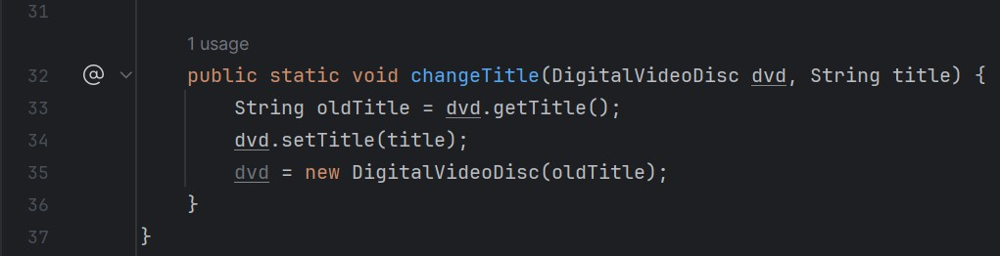 31
1 usage
32 @ public static void changeTitle(DigitalVideoDisc dvd, String title) {
33 String oldTitle = dvd.getTitle();
34 dvd.setTitle(title);
35 dvd = new DigitalVideoDisc(oldTitle);
36 }
37 }